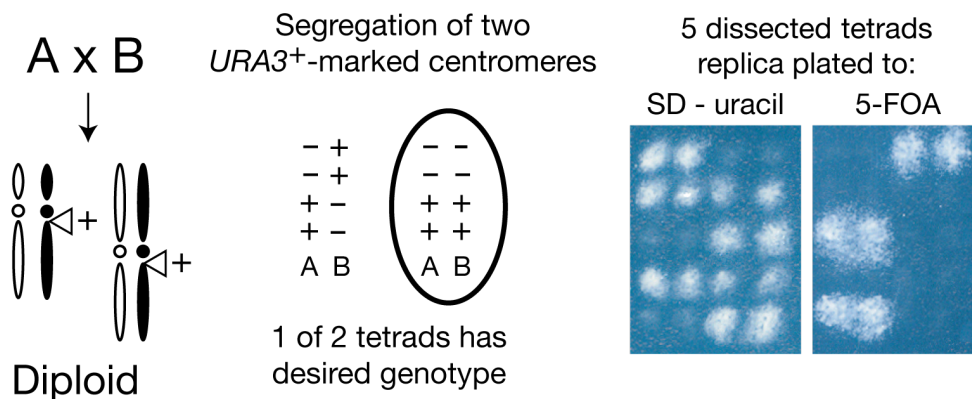 A x B
+
+
Diploid
Segregation of two
URA3+-marked centromeres
− +
− +
+ −
+ −
A B
− −
− −
+ +
+ +
A B
1 of 2 tetrads has
desired genotype
5 dissected tetrads
replica plated to:
SD - uracil
5-FOA